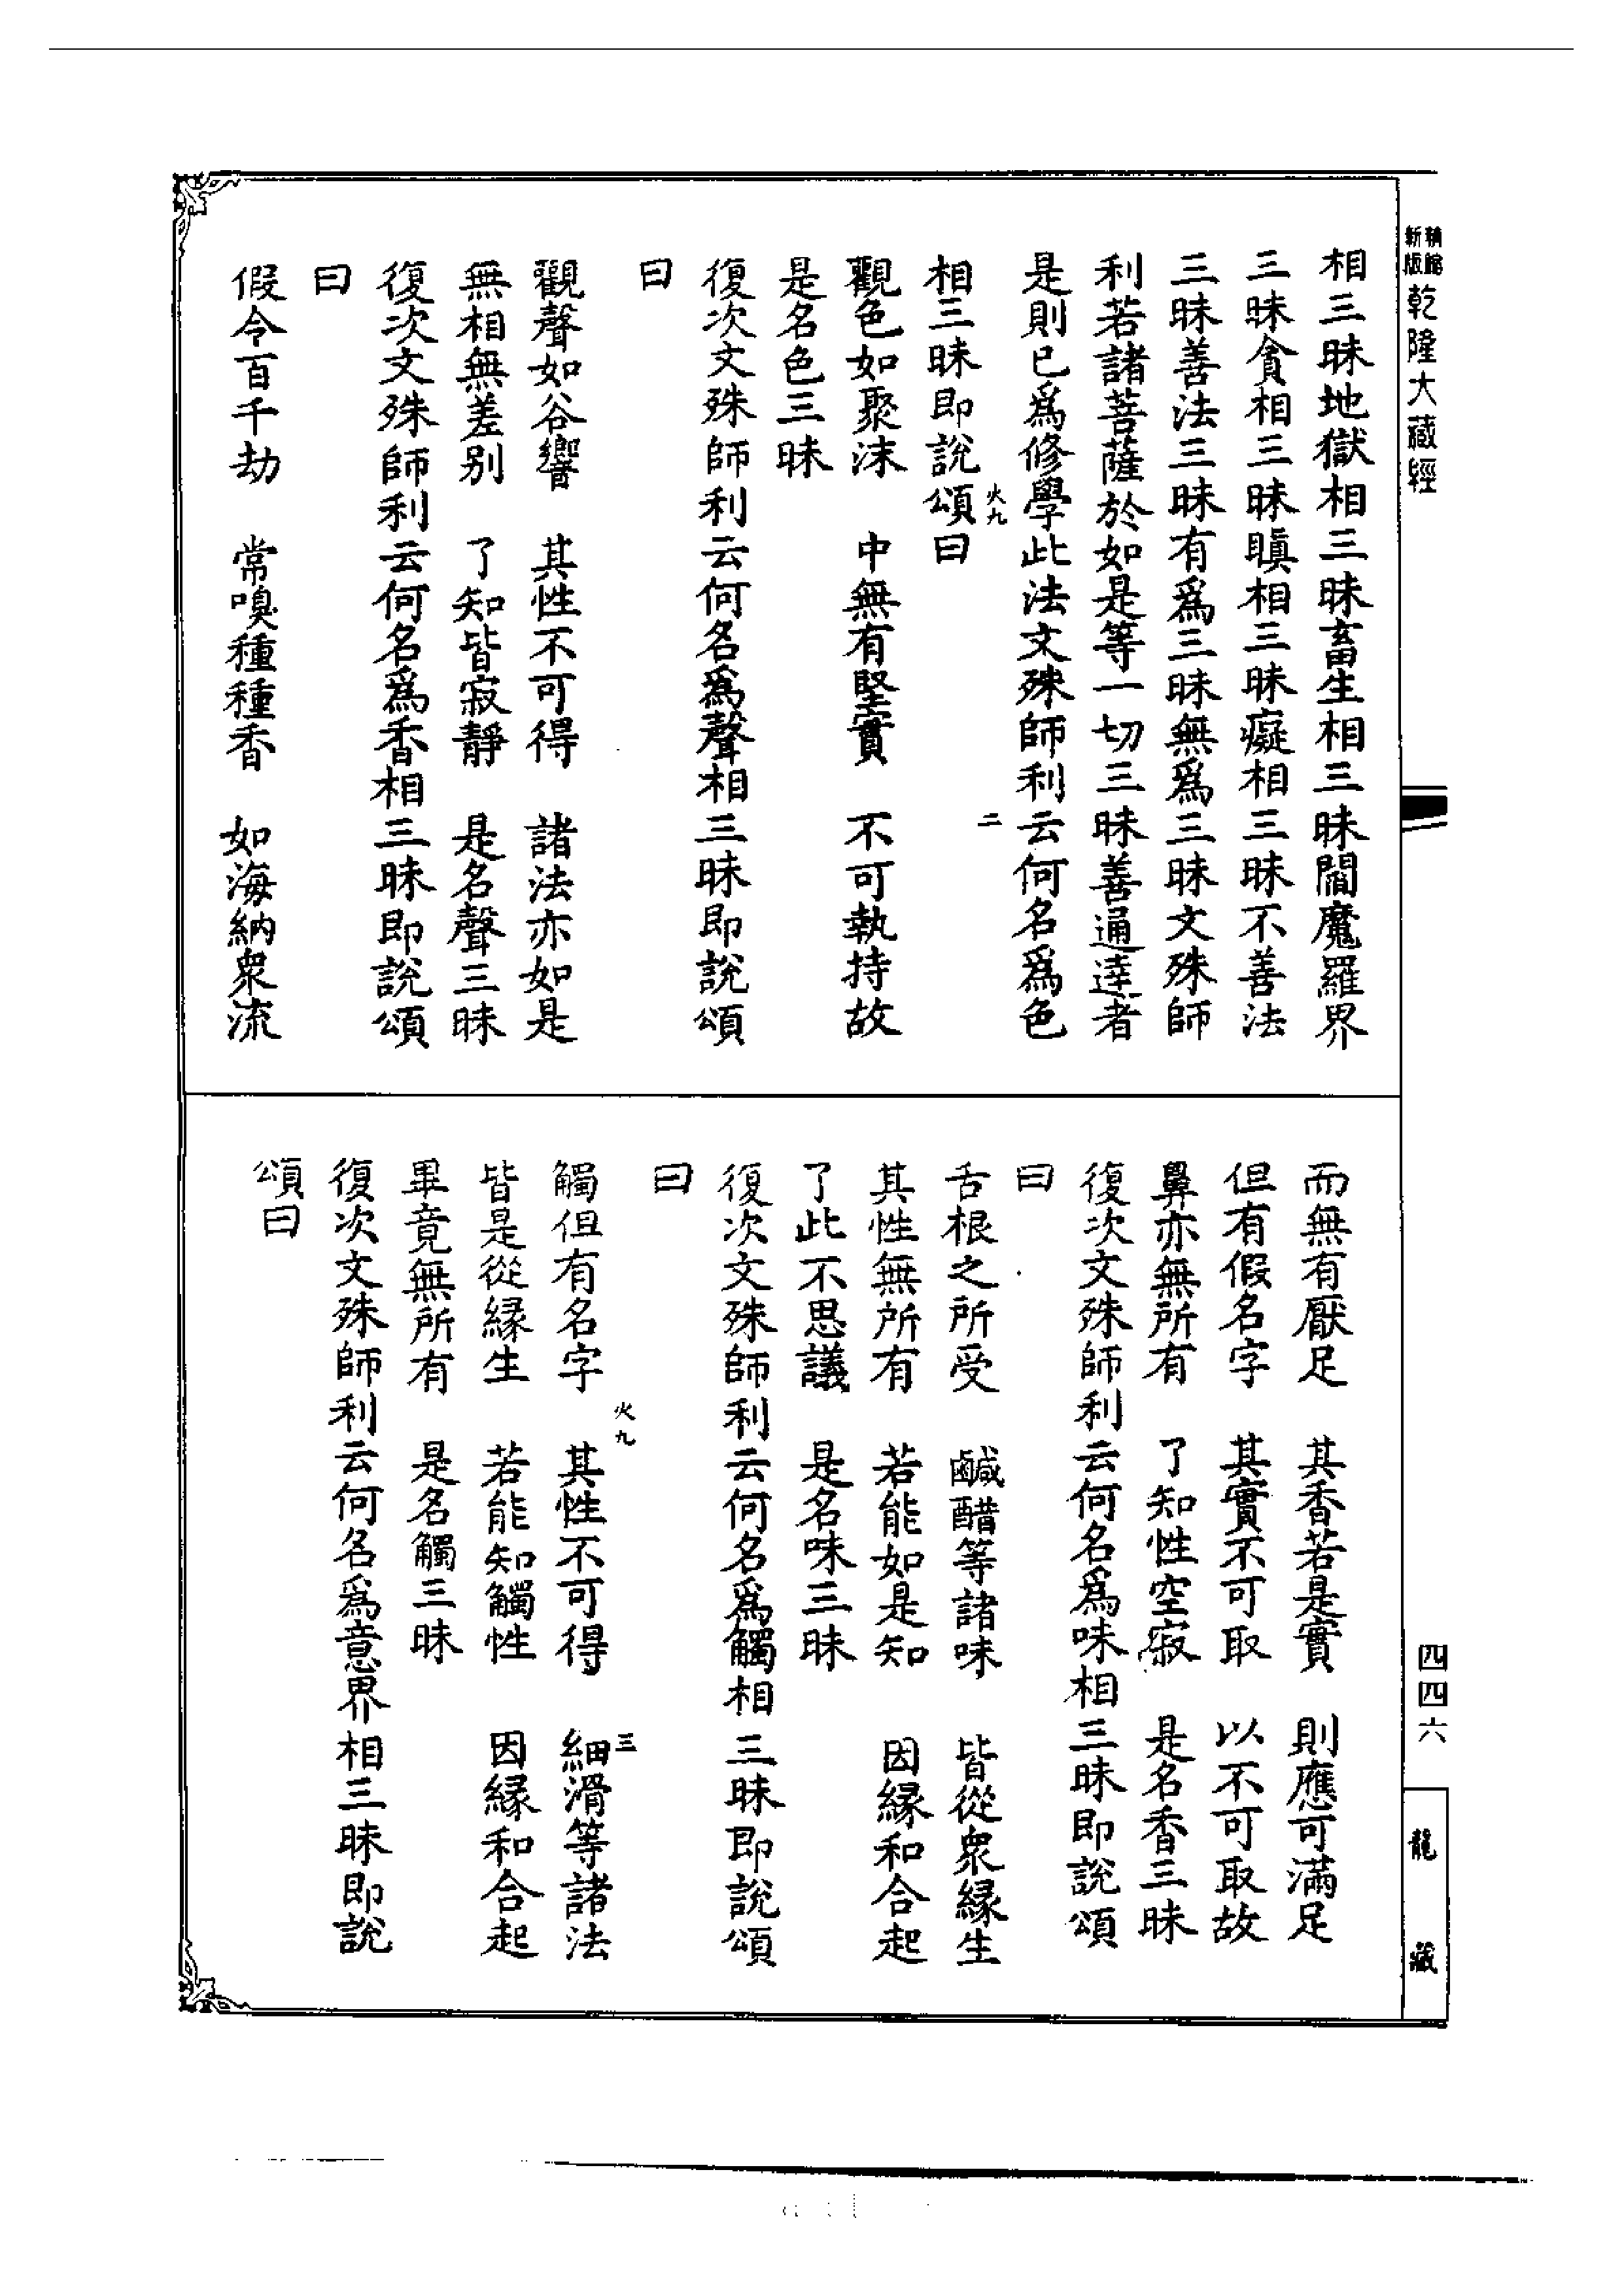 新版
乾隆大藏經
四四六
龍藏
相三昧地獄相三昧畜生相三昧閻魔羅界
三昧貪相三昧瞋相三昧癡相三昧不善法
三昧善法三昧有爲三昧無爲三昧文殊師
利若諸菩薩於如是等一切三昧善通達者
是則已爲修學此法文殊師利云何名爲色
火九 二
相三昧即說頌曰
觀色如聚沫 中無有堅實 不可執持故
是名色三昧
復次文殊師利云何名爲聲相三昧即說頌
曰
觀聲如谷響 其性不可得 諸法亦如是
無相無差别 了知皆寂靜 是名聲三昧
復次文殊師利云何名爲香相三昧即說頌
曰
假令百千劫 常嗅種種香 如海納衆流
而無有厭足 其香若是實 則應可滿足
但有假名字 其實不可取 以不可取故
鼻亦無所有 了知性空寂 是名香三昧
復次文殊師利云何名爲味相三昧即說頌
曰
舌根之所受 鹹醋等諸味 皆從衆緣生
其性無所有 若能如是知 因緣和合起
了此不思議 是名味三昧
復次文殊師利云何名爲觸相三昧即說頌
曰
火九 三
觸但有名字 其性不可得 細滑等諸法
皆是從緣生 若能知觸性 因緣和合起
畢竟無所有 是名觸三昧
復次文殊師利云何名爲意界相三昧即說
頌曰